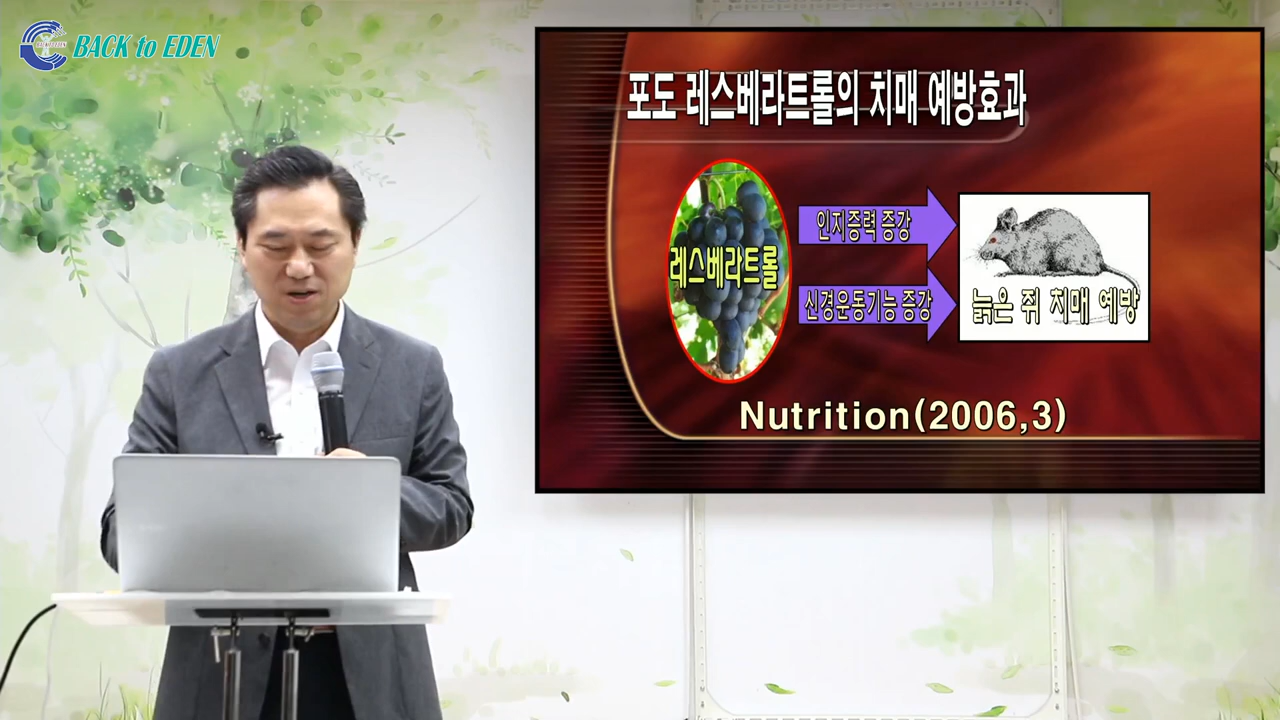 BACK to EDEN
포도 레스베라트롤의 치매 예방효과
레스베라트롤
인지증력 증강
신경운동기능 증강
늙은 쥐 치매 예방
Nutrition(2006,3)